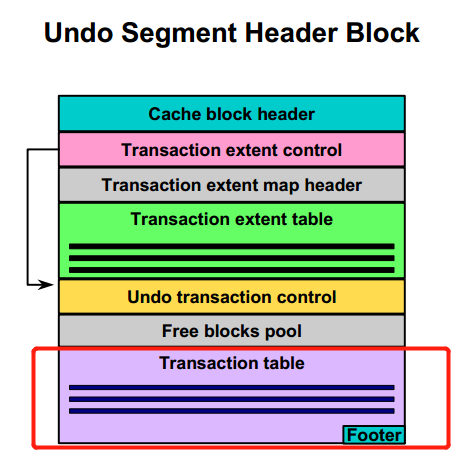 Undo Segment Header Block
Cache block header
Transaction extent control
Transaction extent map header
Transaction extent table
Undo transaction control
Free blocks pool
Transaction table
Footer